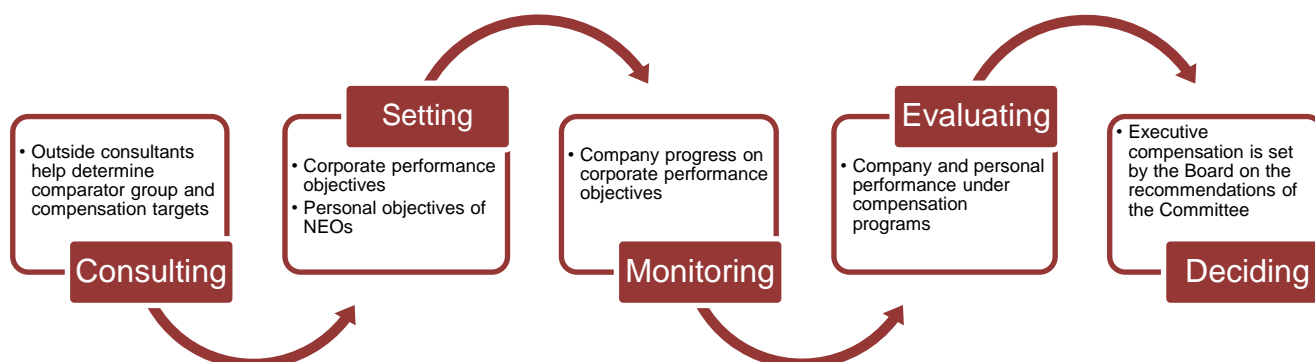 • Outside consultants
help determine
comparator group and
compensation targets
Consulting
Setting
• Corporate performance
objectives
• Personal objectives of
NEOs
• Company progress on
corporate performance
objectives
Monitoring
Evaluating
• Company and personal
performance under
compensation
programs
• Executive
compensation is set
by the Board on the
recommendations of
the Committee
Deciding